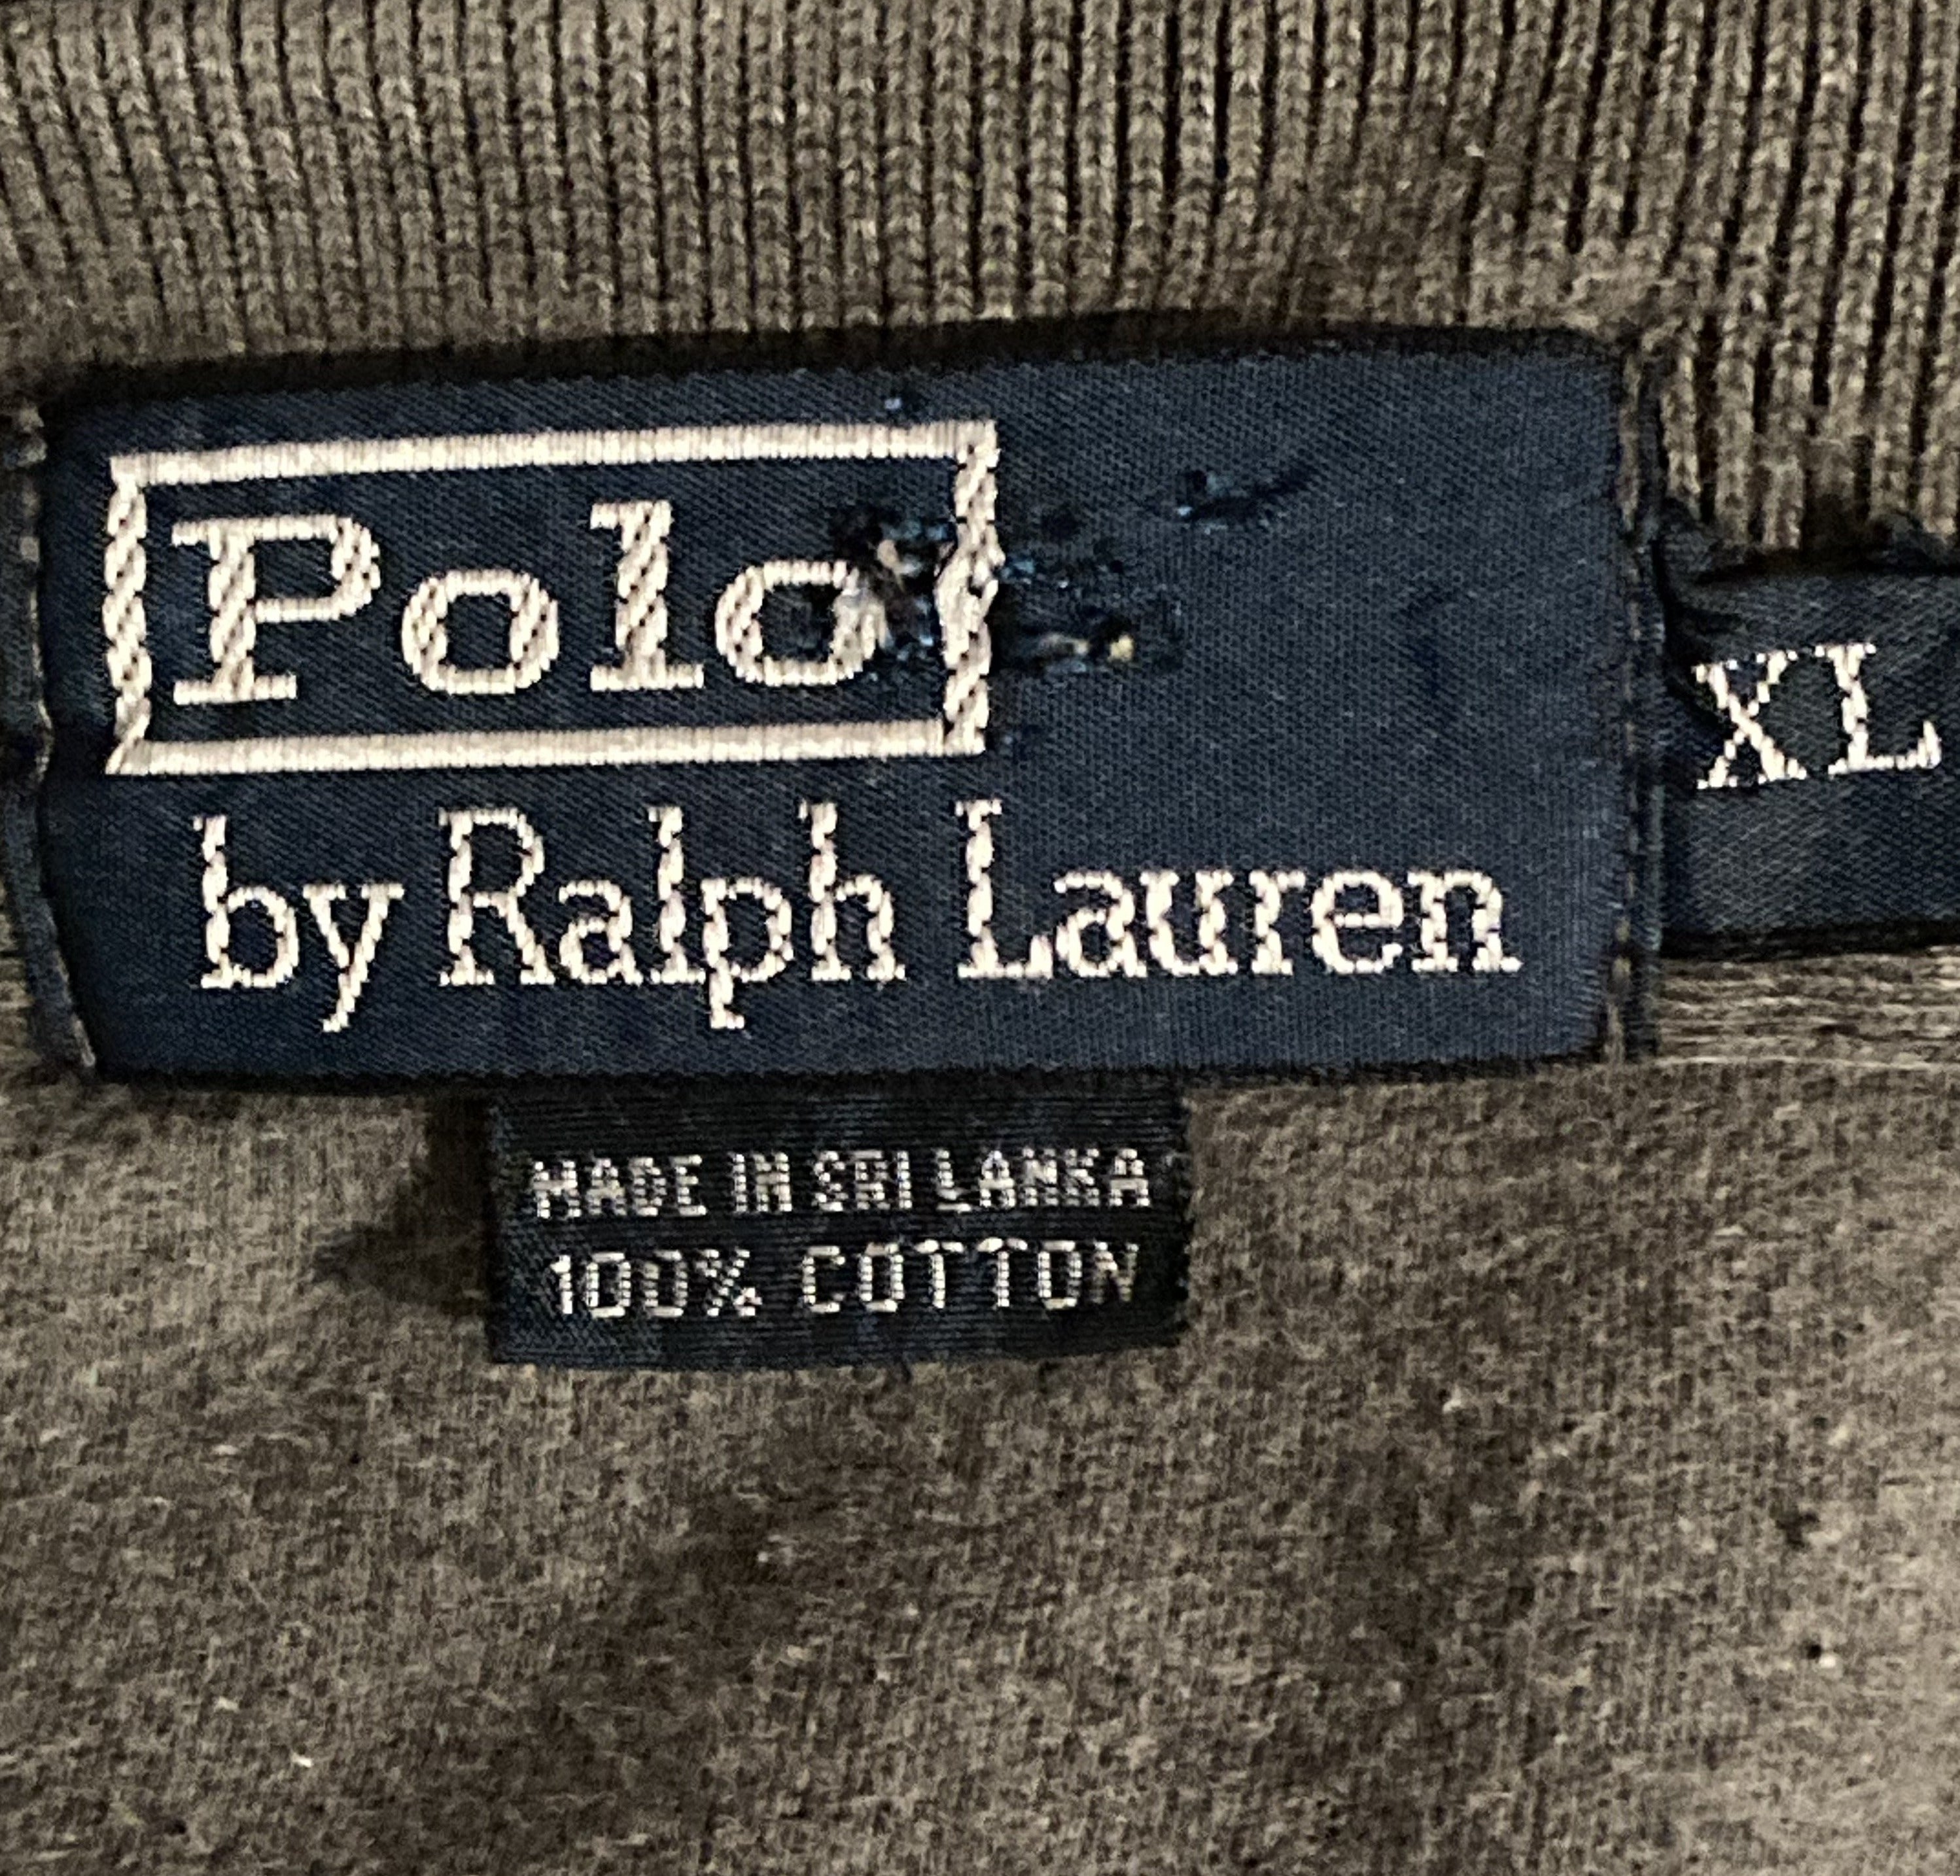 Polo
by Ralph Lauren
XL
MADE IN SRI LANKA
100% COTTON